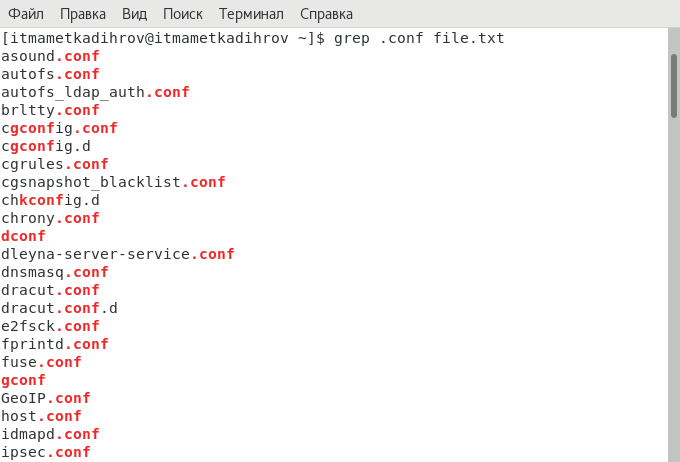 Файл Правка Вид Поиск Терминал Справка
[itmametkadihrov@itmametkadihrov ~]$ grep .conf file.txt
asound.conf
autofs.conf
autofs_ldap_auth.conf
brltty.conf
cgconfig.conf
cgconfig.d
cgrules.conf
cgsnapshot_blacklist.conf
chkconfig.d
chrony.conf
dconf
dleyna-server-service.conf
dnsmasq.conf
dracut.conf
dracut.conf.d
e2fsck.conf
fprintd.conf
fuse.conf
gconf
GeoIP.conf
host.conf
idmapd.conf
ipsec.conf